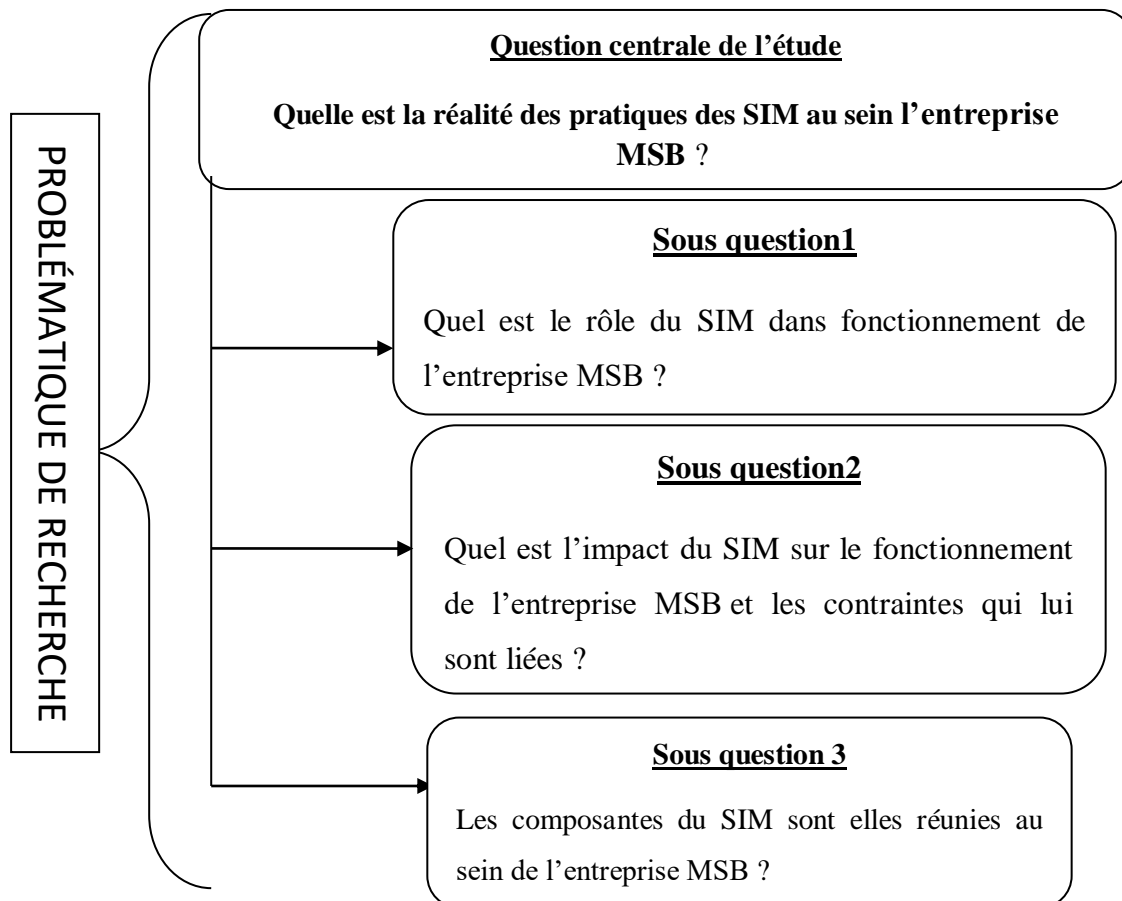 PROBLÉMATIQUE DE RECHERCHE
Question centrale de l’étude
Quelle est la réalité des pratiques des SIM au sein l’entreprise
MSB ?
Sous question1
Quel est le rôle du SIM dans fonctionnement de
l’entreprise MSB ?
Sous question2
Quel est l’impact du SIM sur le fonctionnement
de l’entreprise MSB et les contraintes qui lui
sont liées ?
Sous question 3
Les composantes du SIM sont elles réunies au
sein de l’entreprise MSB ?